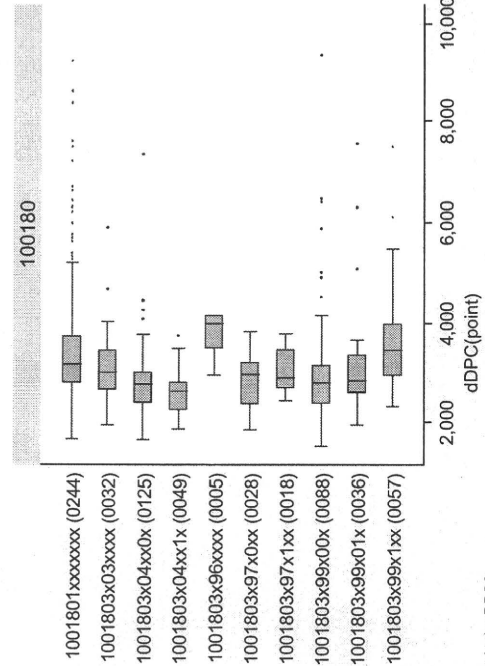 100180
1001801xxxxxxx (0244)
1001803x03xxxx (0032)
1001803x04xx0x (0125)
1001803x04xx1x (0049)
1001803x96xxxx (0005)
1001803x97x0xx (0028)
1001803x97x1xx (0018)
1001803x99x00x (0088)
1001803x99x01x (0036)
1001803x99x1xx (0057)
2,000 4,000 6,000 8,000 10,000
dDPC(point)